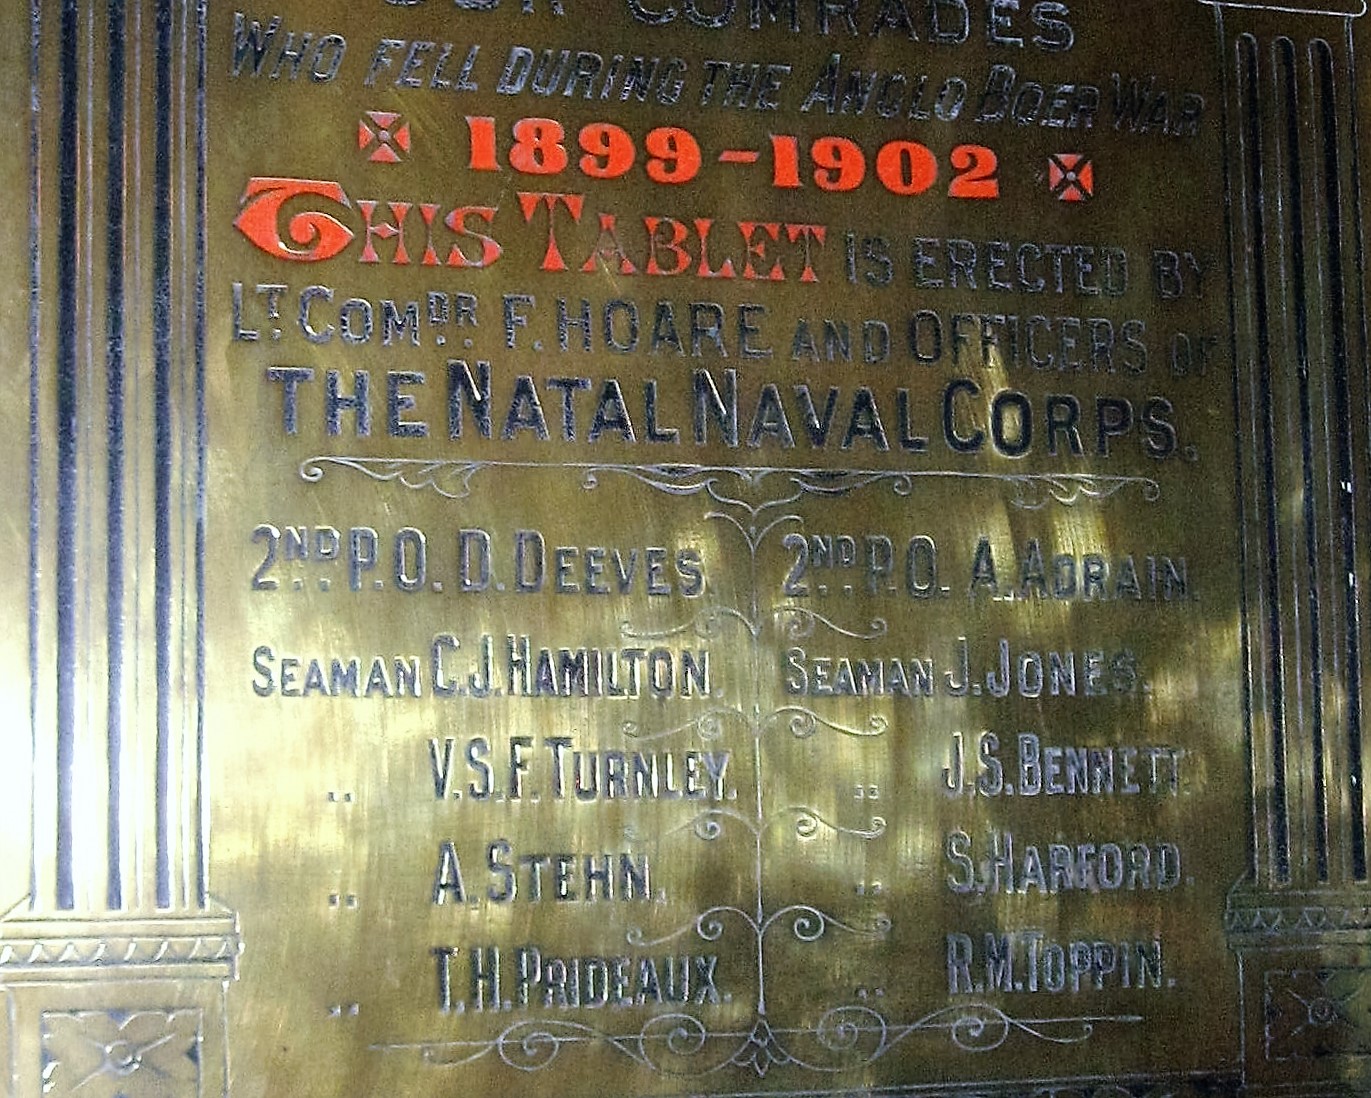 OUR COMRADES
WHO FELL DURING THE ANGLO BOER WAR
1899-1902
THIS TABLET IS ERECTED BY
LT. COMDR. F. HOARE AND OFFICERS OF
THE NATAL NAVAL CORPS.
2ND. P.O. D. DEEVES 2ND. P.O. A. ADRAIN.
SEAMAN C.J. HAMILTON. SEAMAN J. JONES.
„ V.S.F. TURNLEY. „ J.S. BENNETT.
„ A. STEHN. „ S. HARFORD.
„ T.H. PRIDEAUX. „ R.M. TOPPIN.